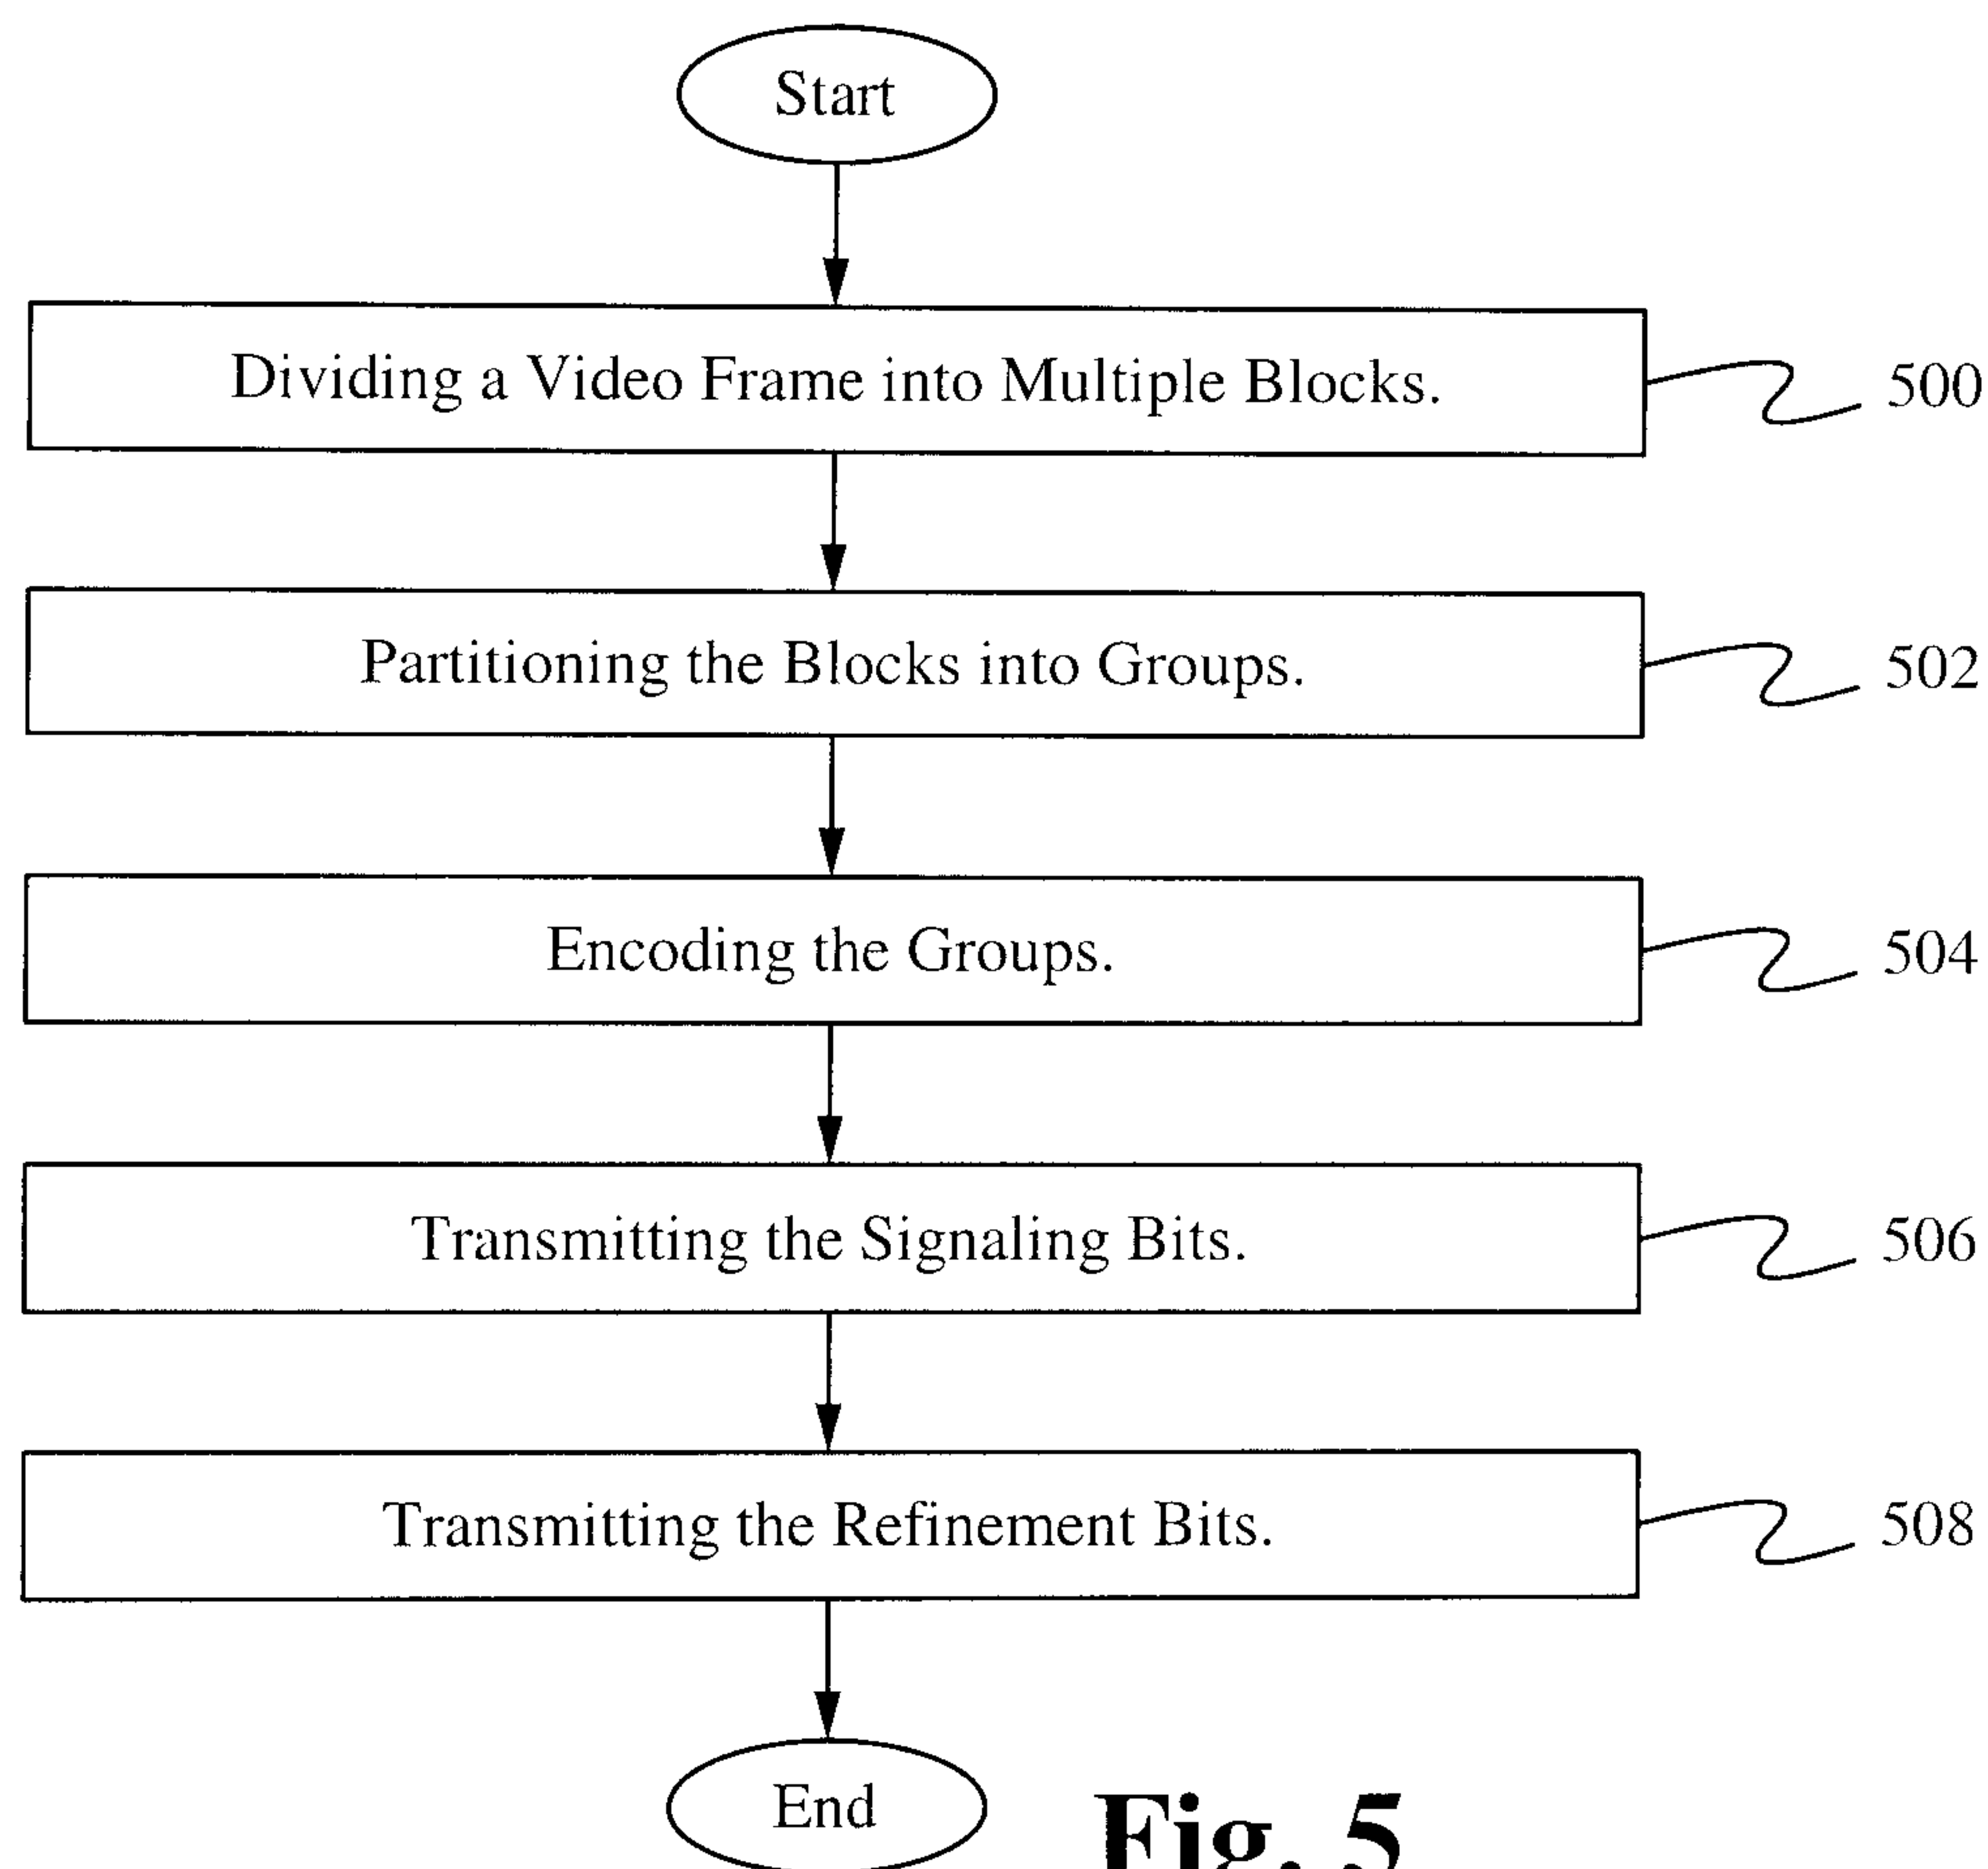 Start
Dividing a Video Frame into Multiple Blocks.
500
Partitioning the Blocks into Groups.
502
Encoding the Groups.
504
Transmitting the Signaling Bits.
506
Transmitting the Refinement Bits.
508
End
Fig. 5